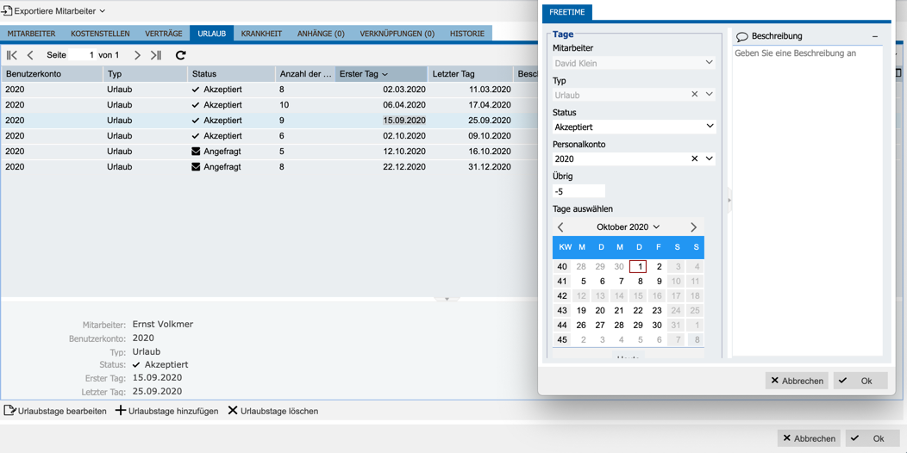 Exportiere Mitarbeiter
MITARBEITER KOSTENSTELLEN VERTRÄGE URLAUB KRANKHEIT ANHÄNGE (0) VERKNÜPFUNGEN (0) HISTORIE
Seite 1 von 1
Benutzerkonto Typ Status Anzahl der ... Erster Tag Letzter Tag Besch
2020 Urlaub Akzeptiert 8 02.03.2020 11.03.2020
2020 Urlaub Akzeptiert 10 06.04.2020 17.04.2020
2020 Urlaub Akzeptiert 9 15.09.2020 25.09.2020
2020 Urlaub Akzeptiert 6 02.10.2020 09.10.2020
2020 Urlaub Angefragt 5 12.10.2020 16.10.2020
2020 Urlaub Angefragt 8 22.12.2020 31.12.2020
Mitarbeiter: Ernst Volkmer
Benutzerkonto: 2020
Typ: Urlaub
Status: Akzeptiert
Erster Tag: 15.09.2020
Letzter Tag: 25.09.2020
Urlaubstage bearbeiten Urlaubstage hinzufügen Urlaubstage löschen
Abbrechen Ok
FREETIME
Tage
Mitarbeiter
David Klein
Typ
Urlaub
Status
Akzeptiert
Personalkonto
2020
Übrig
-5
Tage auswählen
Oktober 2020
KW M D M D F S S
40 28 29 30 1 2 3 4
41 5 6 7 8 9 10 11
42 12 13 14 15 16 17 18
43 19 20 21 22 23 24 25
44 26 27 28 29 30 31 1
45 2 3 4 5 6 7 8
Heute
Beschreibung
Geben Sie eine Beschreibung an
Abbrechen Ok